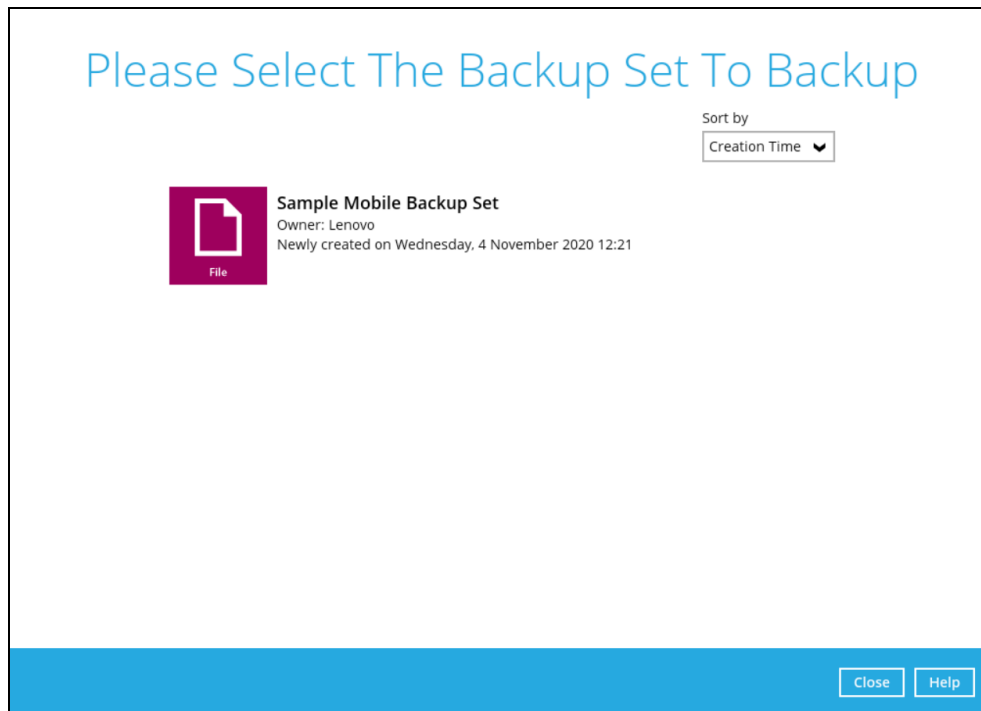 Please Select The Backup Set To Backup
Sort by
Creation Time
Sample Mobile Backup Set
Owner: Lenovo
Newly created on Wednesday, 4 November 2020 12:21
File
Close
Help